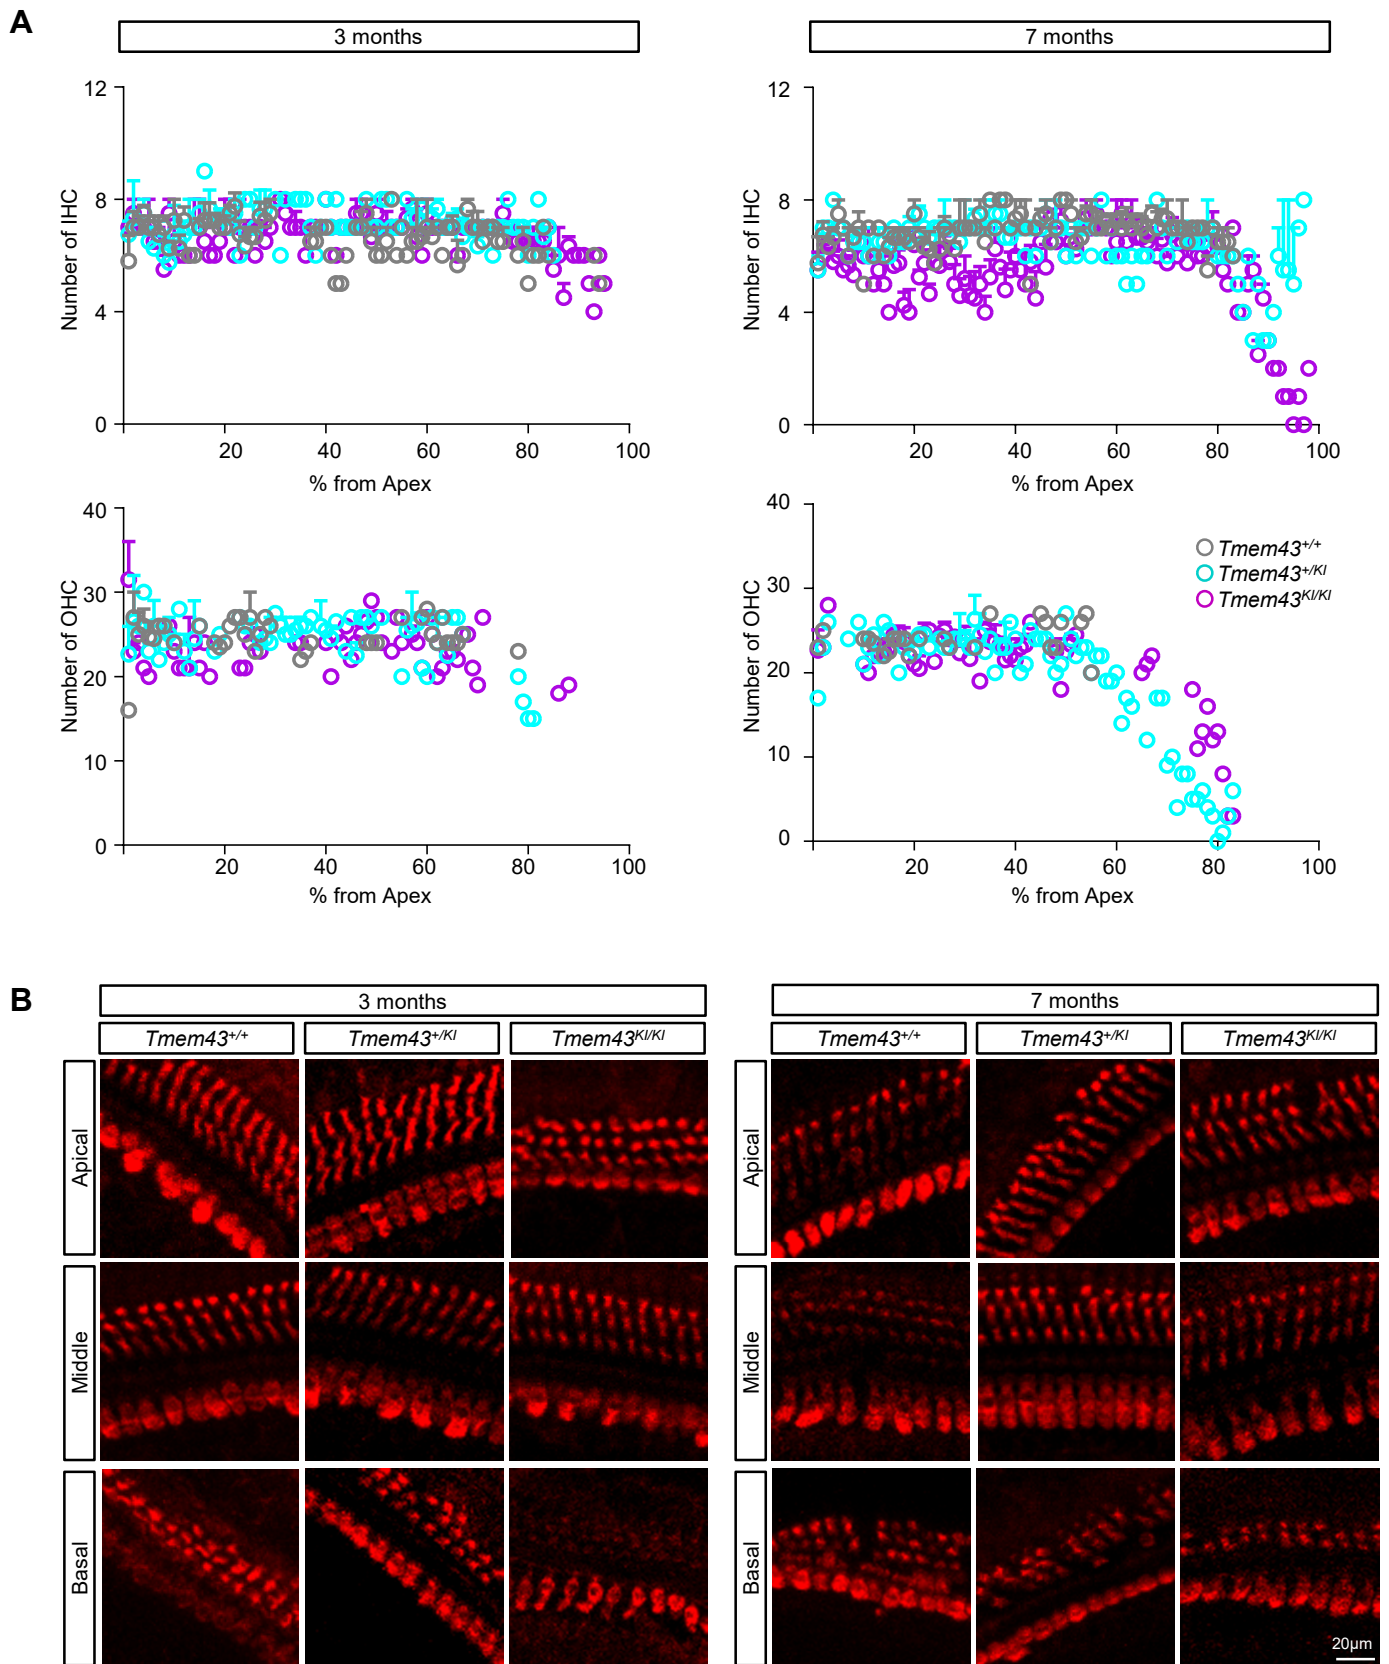 A
3 months
7 months
12
8
4
0
Number of IHC
20
40
60
80
100
% from Apex
12
8
4
0
Number of IHC
20
40
60
80
100
% from Apex
40
30
20
10
0
Number of OHC
20
40
60
80
100
% from Apex
40
30
20
10
0
Number of OHC
20
40
60
80
100
% from Apex
Tmem43+/+
Tmem43+/KI
Tmem43KI/KI
B
3 months
7 months
Tmem43+/+
Tmem43+/KI
Tmem43KI/KI
Tmem43+/+
Tmem43+/KI
Tmem43KI/KI
Apical
Apical
Middle
Middle
Basal
Basal
20µm